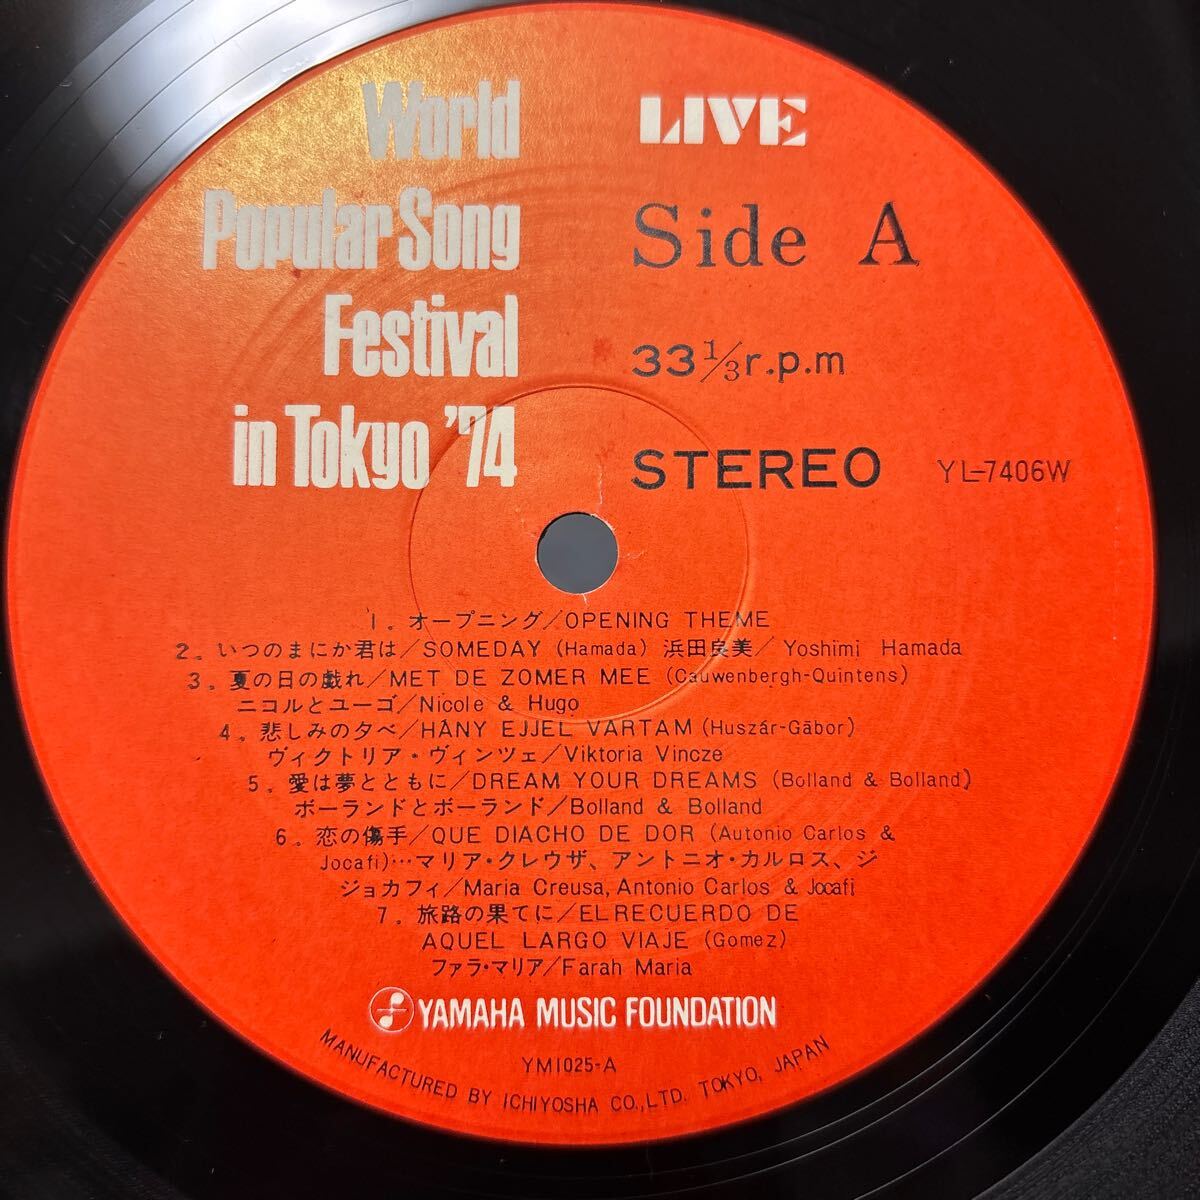 World
Popular Song
Festival
in Tokyo '74
LIVE
Side A
33 1/3 r.p.m
STEREO YL-7406W
1。オープニング/OPENING THEME
2。いつのまにか君は/SOMEDAY (Hamada) 浜田良美/Yoshimi Hamada
3。夏の日の戯れ/MET DE ZOMER MEE (Cauwenbergh-Quintens)
ニコルとユーゴ/Nicole & Hugo
4。悲しみの夕べ/HÁNY EJJEL VARTAM (Huszár-Gābor)
ヴィクトリア・ヴィンツェ/Viktoria Vincze
5。愛は夢とともに/DREAM YOUR DREAMS (Bolland & Bolland)
ボーランドとボーランド/Bolland & Bolland
6。恋の傷手/QUE DIACHO DE DOR (Autonio Carlos &
Jocafi)…マリア・クレウザ、アントニオ・カルロス、ジ
ジョカフィ/Maria Creusa, Antonio Carlos & Jocafi
7。旅路の果てに/EL RECUERDO DE
AQUEL LARGO VIAJE (Gomez)
ファラ・マリア/Farah Maria
YAMAHA MUSIC FOUNDATION
YM1025-A
MANUFACTURED BY ICHIYOSHA CO.,LTD. TOKYO, JAPAN